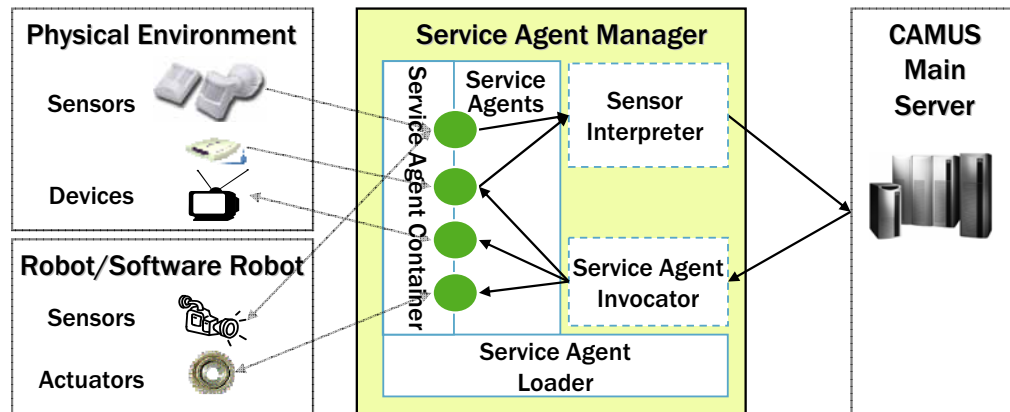 Physical Environment
Sensors
Devices
Robot/Software Robot
Sensors
Actuators
Service Agent Manager
Service Agent Container
Service
Agents
Sensor
Interpreter
Service Agent
Invocator
Service Agent
Loader
CAMUS
Main
Server